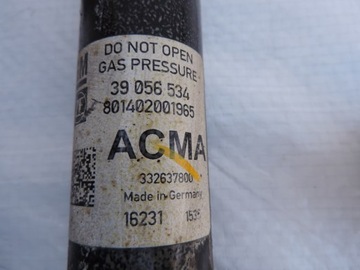 DO NOT OPEN
GAS PRESSURE
39 056 534
801402001965
ACMA
332637800
Made in Germany
16231